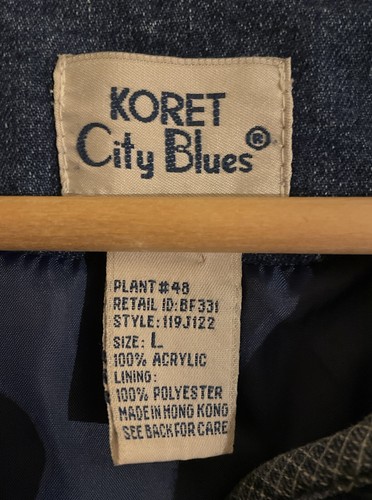 KORET
City Blues®
PLANT#48
RETAIL ID:BF331
STYLE:119J122
SIZE: L
100% ACRYLIC
LINING:
100% POLYESTER
MADE IN HONG KONG
SEE BACK FOR CARE